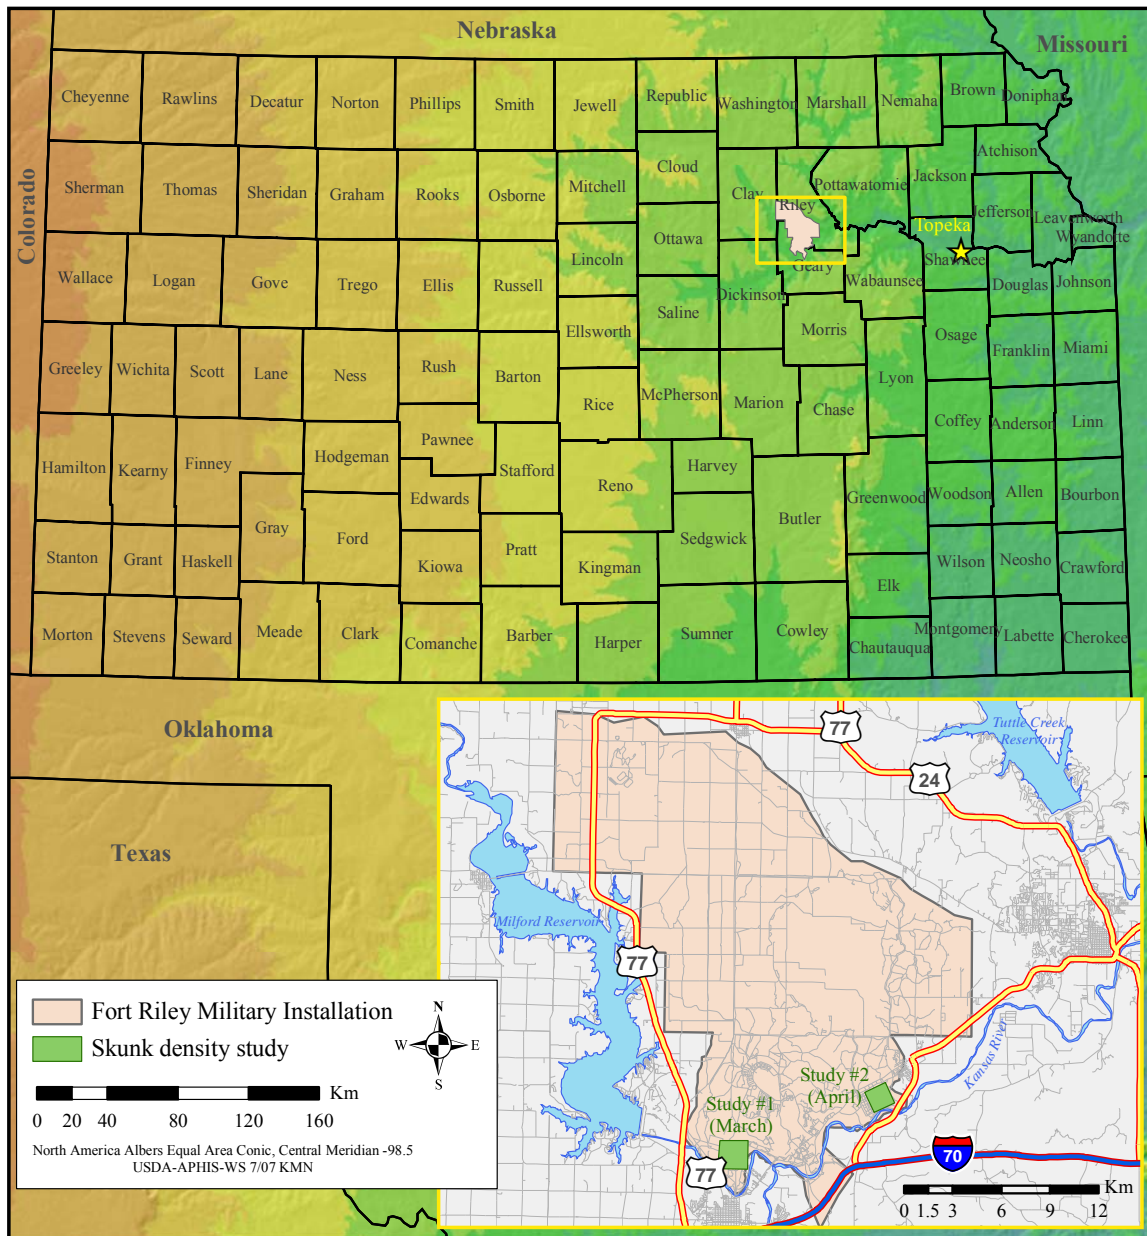 Nebraska
Missouri
Colorado
Cheyenne
Rawlins
Decatur
Norton
Phillips
Smith
Jewell
Republic
Washington
Marshall
Nemaha
Brown
Doniphan
Sherman
Thomas
Sheridan
Graham
Rooks
Osborne
Mitchell
Cloud
Clay
Riley
Pottawatomie
Jackson
Atchison
Jefferson
Leavenworth
Wyandotte
Ottawa
Lincoln
Topeka
Shawnee
Wallace
Logan
Gove
Trego
Ellis
Russell
Saline
Dickinson
Geary
Wabaunsee
Douglas
Johnson
Ellsworth
Morris
Osage
Franklin
Miami
Greeley
Wichita
Scott
Lane
Ness
Rush
Barton
Rice
McPherson
Marion
Chase
Lyon
Coffey
Anderson
Linn
Hamilton
Kearny
Finney
Hodgeman
Pawnee
Stafford
Edwards
Reno
Harvey
Sedgwick
Butler
Greenwood
Woodson
Allen
Bourbon
Stanton
Grant
Haskell
Gray
Ford
Kiowa
Pratt
Kingman
Elk
Wilson
Neosho
Crawford
Morton
Stevens
Seward
Meade
Clark
Comanche
Barber
Harper
Sumner
Cowley
Chautauqua
Montgomery
Labette
Cherokee
Oklahoma
Texas
77
24
Tuttle Creek
Reservoir
Milford Reservoir
77
Kansas River
Study #2
(April)
Study #1
(March)
77
70
Km
0 1.5 3 6 9 12
Fort Riley Military Installation
Skunk density study
N
W E
S
Km
0 20 40 80 120 160
North America Albers Equal Area Conic, Central Meridian -98.5
USDA-APHIS-WS 7/07 KMN